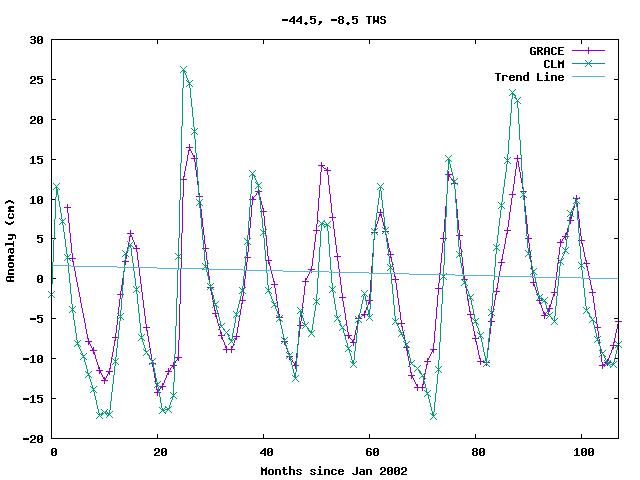 -44.5, -8.5 TWS
GRACE
CLM
Trend Line
30
25
20
15
10
5
0
-5
-10
-15
-20
Anomaly (cm)
0 20 40 60 80 100
Months since Jan 2002